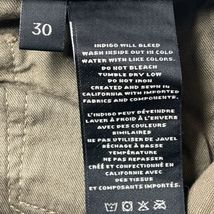 30
INDIGO WILL BLEED
WASH INSIDE OUT IN COLD
WATER WITH LIKE COLORS.
DO NOT BLEACH
TUMBLE DRY LOW
DO NOT IRON
CREATED AND SEWN IN
CALIFORNIA WITH IMPORTED
FABRICS AND COMPONENTS.
L'INDIGO PEUT DÉTEINDRE
LAVER À FROID À L'ENVERS
AVEC DES COULEURS
SIMILAIRES
NE PAS UTILISER DE JAVEL
SÉCHAGE À BASSE
TEMPÉRATURE
NE PAS REPASSER
CRÉÉ ET CONFECTIONNÉ EN
CALIFORNIE AVEC
DES TISSUS
ET COMPOSANTS IMPORTÉS